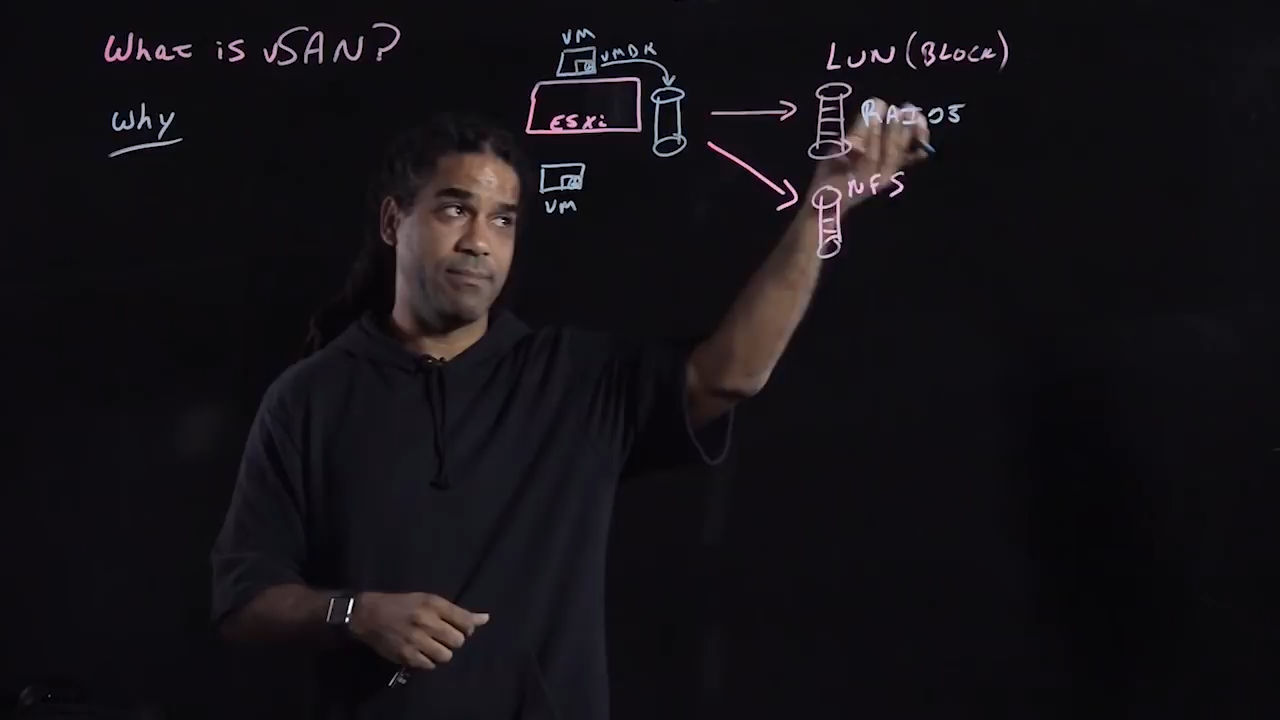 What is vSAN?
Why
VM
VMDK
ESXi
VM
LUN (BLOCK)
RAID5
NFS